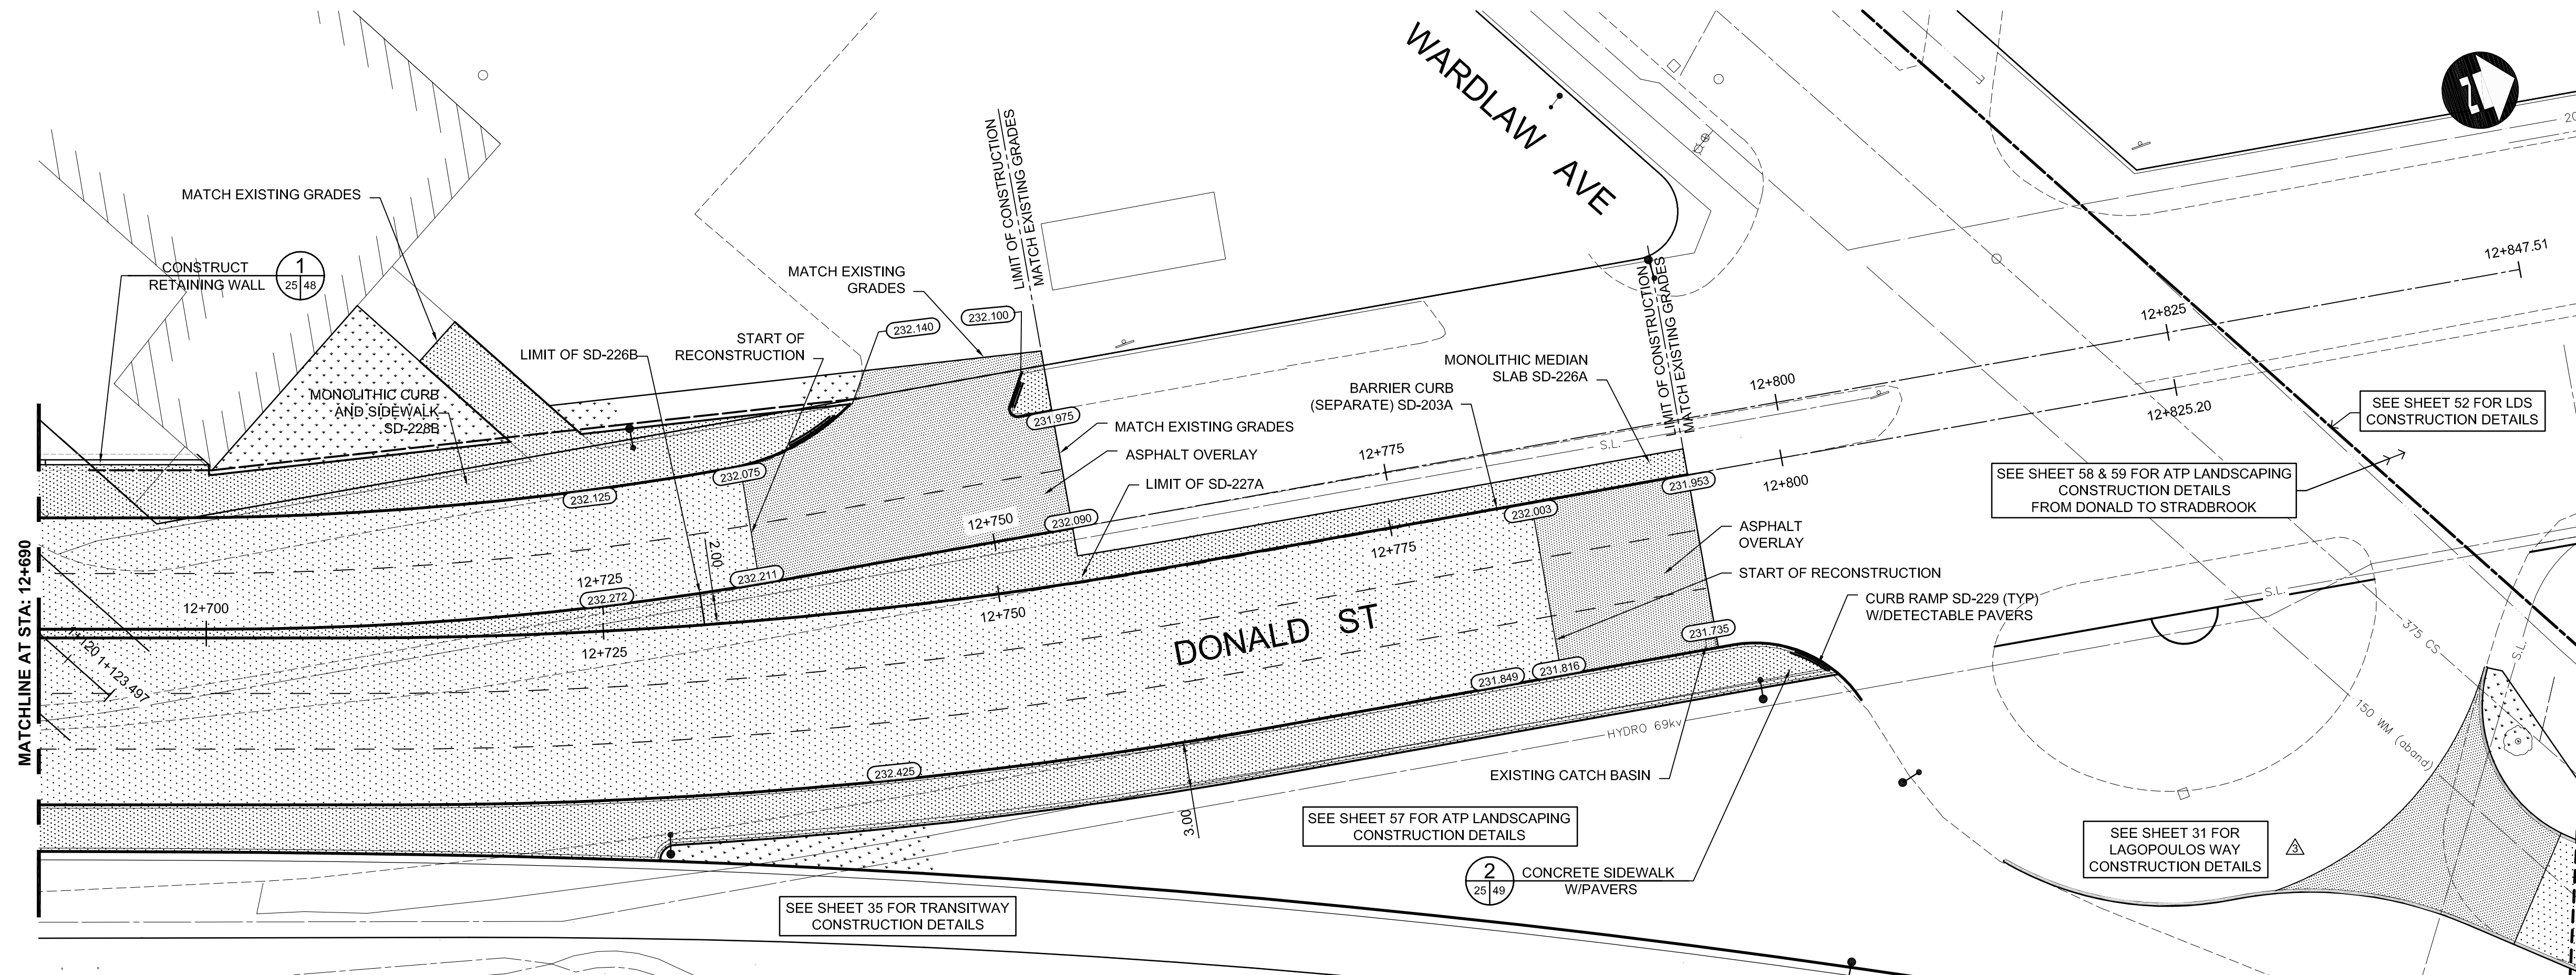 WARDLAW AVE
N
20
MATCH EXISTING GRADES
LIMIT OF CONSTRUCTION
MATCH EXISTING GRADES
CONSTRUCT
RETAINING WALL
1
25 48
MATCH EXISTING
GRADES
232.140
232.100
START OF
RECONSTRUCTION
LIMIT OF SD-226B
MONOLITHIC CURB
AND SIDEWALK
SD-228B
231.975
MATCH EXISTING GRADES
ASPHALT OVERLAY
LIMIT OF SD-227A
MONOLITHIC MEDIAN
SLAB SD-226A
BARRIER CURB
(SEPARATE) SD-203A
LIMIT OF CONSTRUCTION
MATCH EXISTING GRADES
12+847.51
12+825
12+800
12+825.20
12+775
S.L.
SEE SHEET 52 FOR LDS
CONSTRUCTION DETAILS
SEE SHEET 58 & 59 FOR ATP LANDSCAPING
CONSTRUCTION DETAILS
FROM DONALD TO STRADBROOK
232.125
232.075
232.090
12+750
232.003
231.953
12+800
ASPHALT
OVERLAY
12+775
START OF RECONSTRUCTION
2.00
232.211
12+725
232.272
12+700
12+725
12+750
CURB RAMP SD-229 (TYP)
W/DETECTABLE PAVERS
DONALD ST
231.735
231.816
231.849
MATCHLINE AT STA: 12+690
1+120 1+123.497
232.425
3.00
HYDRO 69kv
EXISTING CATCH BASIN
S.L.
375 CS
S.L.
150 WM (aband)
SEE SHEET 57 FOR ATP LANDSCAPING
CONSTRUCTION DETAILS
SEE SHEET 31 FOR
LAGOPOULOS WAY
CONSTRUCTION DETAILS
3
2
25 49
CONCRETE SIDEWALK
W/PAVERS
SEE SHEET 35 FOR TRANSITWAY
CONSTRUCTION DETAILS